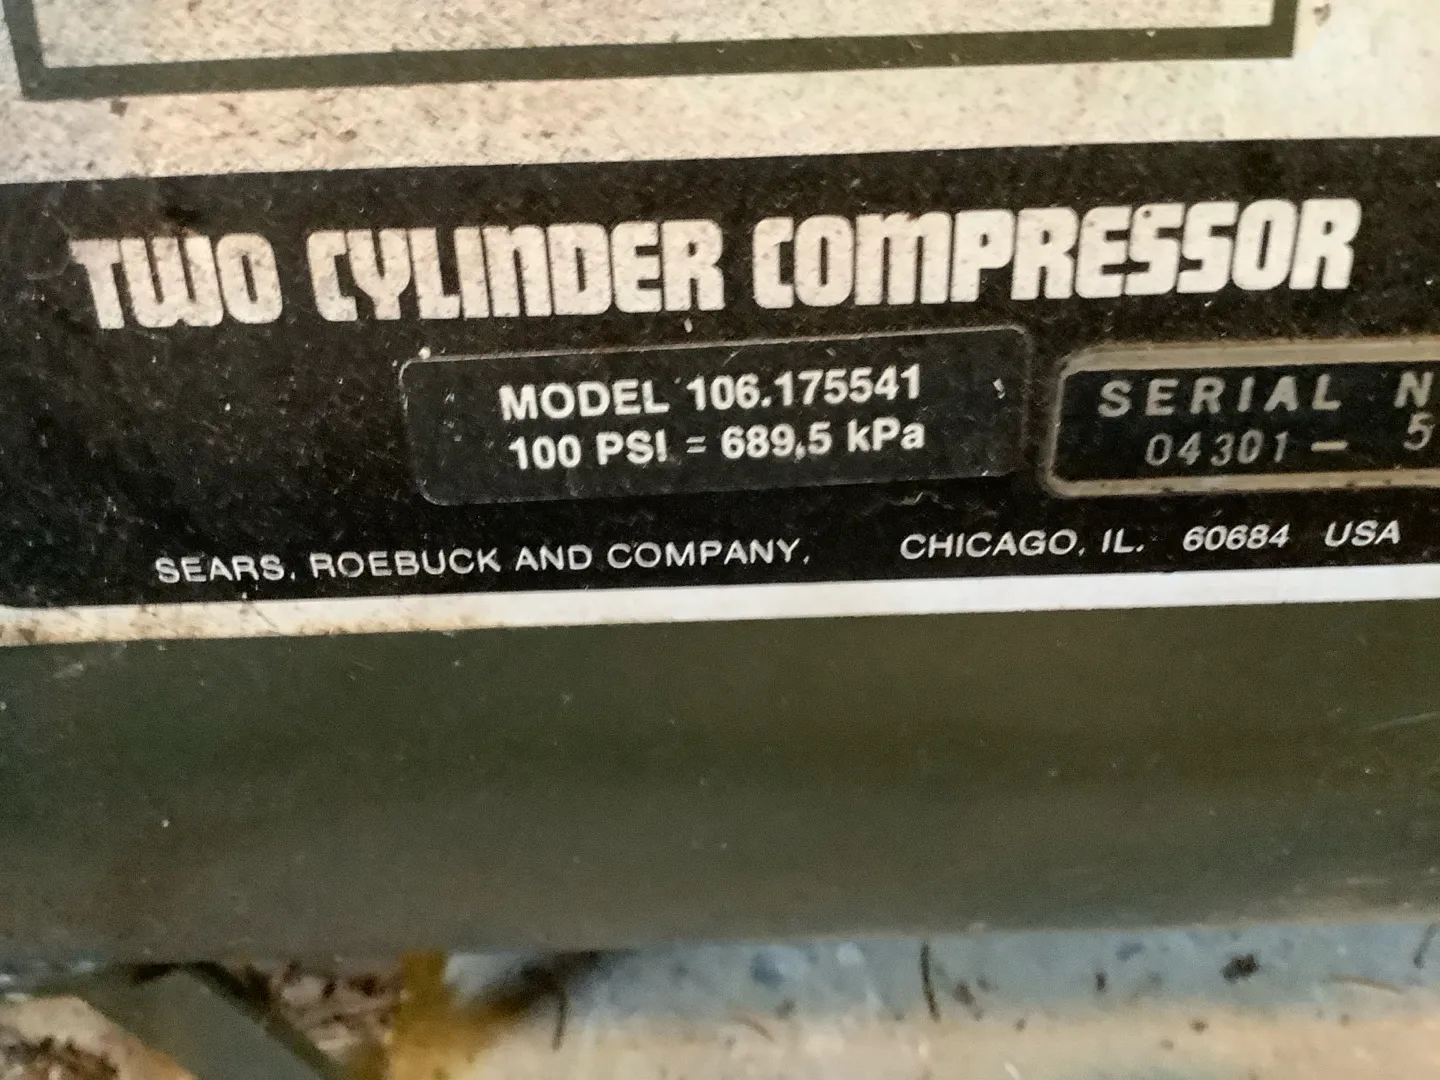 TWO CYLINDER COMPRESSOR
MODEL 106.175541
100 PSI = 689.5 kPa
SERIAL N
04301 - 5
SEARS, ROEBUCK AND COMPANY, CHICAGO, IL. 60684 USA